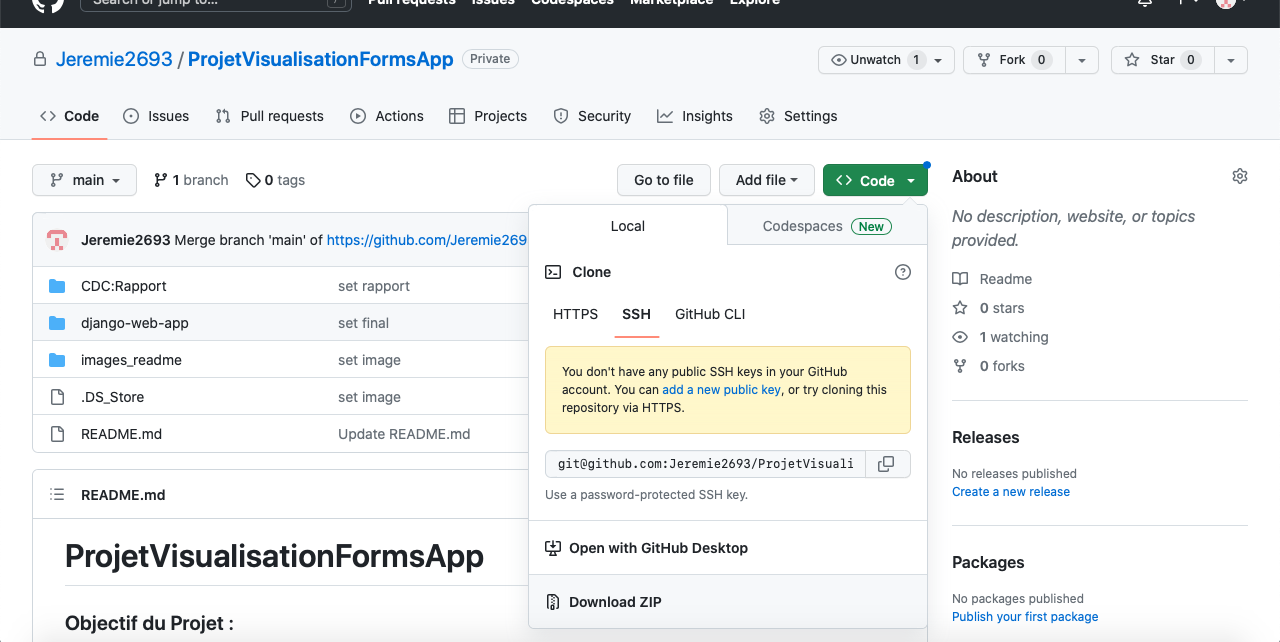 Search or jump to...
/
Pull requests Issues Codespaces Marketplace Explore
Jeremie2693 / ProjetVisualisationFormsApp Private
Unwatch 1
Fork 0
Star 0
Code
Issues
Pull requests
Actions
Projects
Security
Insights
Settings
main
1 branch
0 tags
Go to file
Add file
Code
Jeremie2693 Merge branch 'main' of https://github.com/Jeremie269
CDC:Rapport set rapport
django-web-app set final
images_readme set image
.DS_Store set image
README.md Update README.md
README.md
ProjetVisualisationFormsApp
Objectif du Projet :
Local
Codespaces New
Clone
HTTPS SSH GitHub CLI
You don't have any public SSH keys in your GitHub
account. You can add a new public key, or try cloning this
repository via HTTPS.
git@github.com:Jeremie2693/ProjetVisuali
Use a password-protected SSH key.
Open with GitHub Desktop
Download ZIP
About
No description, website, or topics
provided.
Readme
0 stars
1 watching
0 forks
Releases
No releases published
Create a new release
Packages
No packages published
Publish your first package